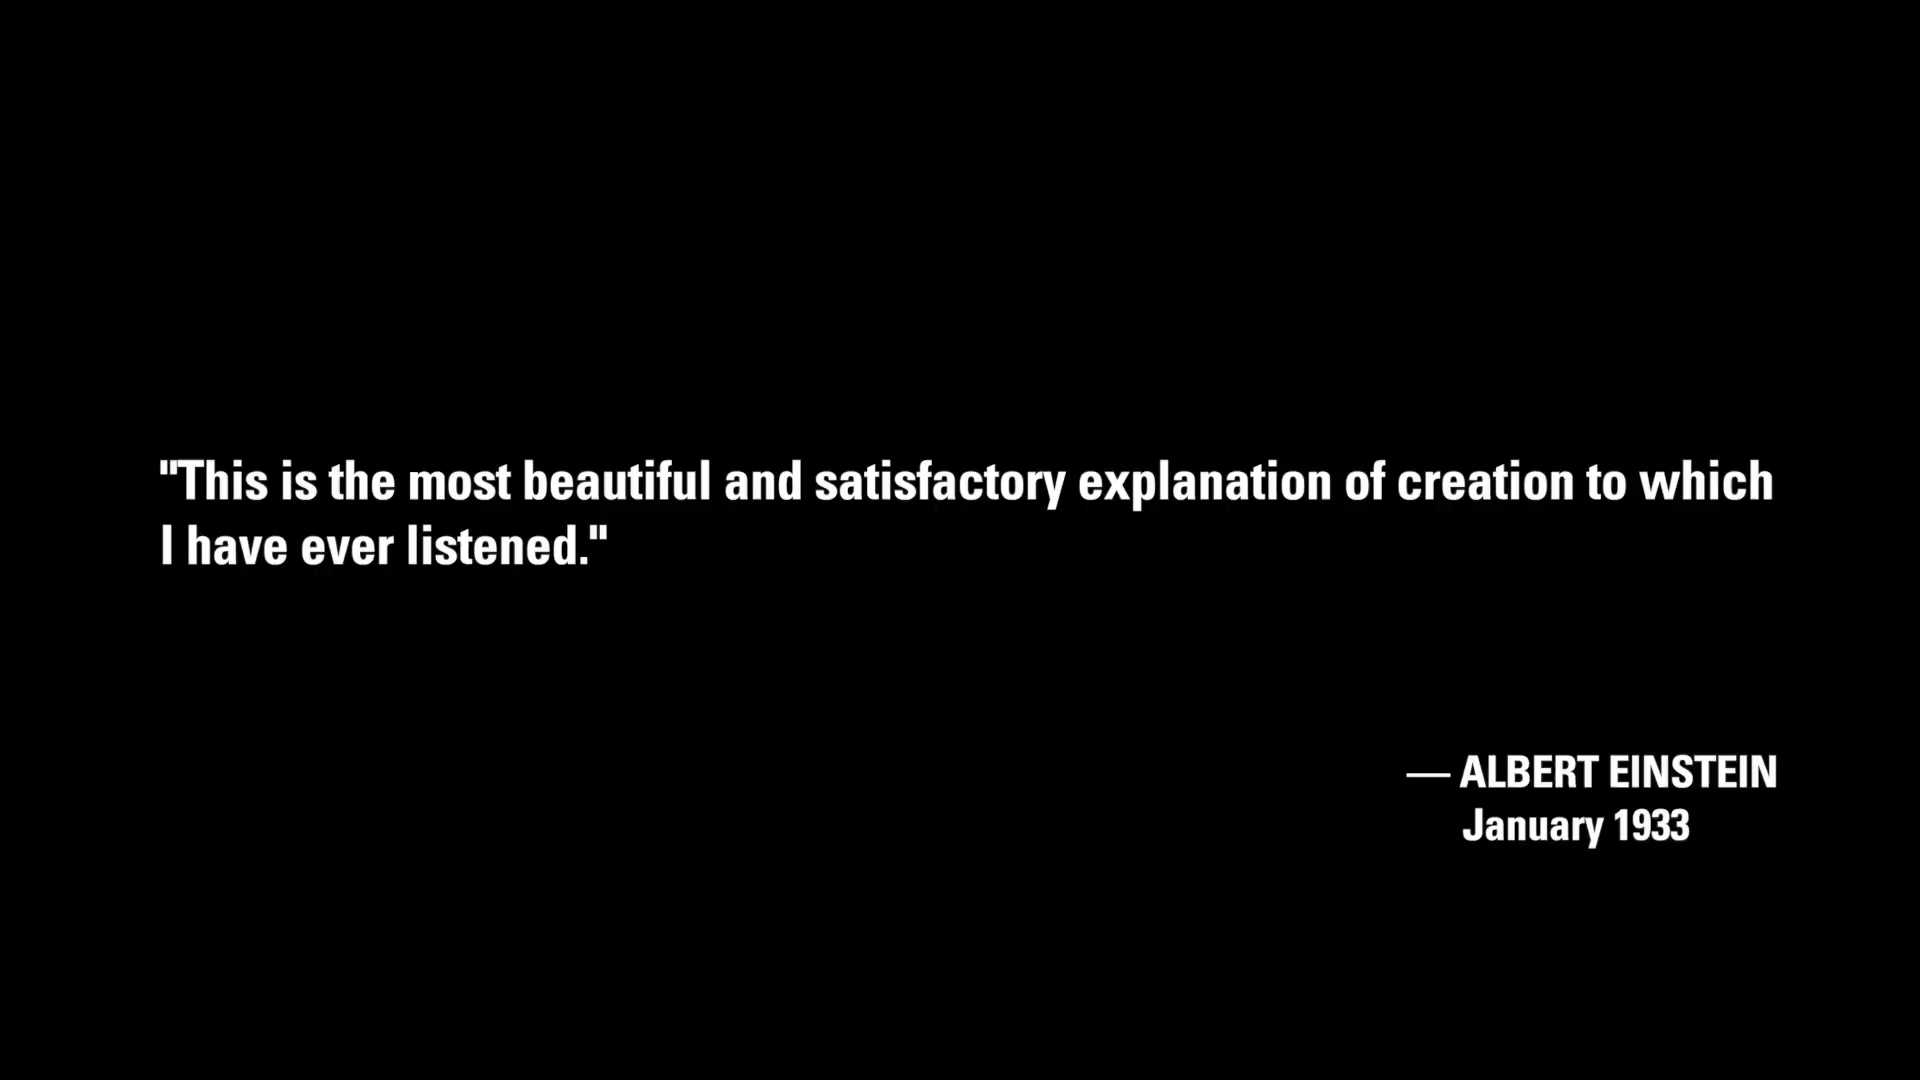 "This is the most beautiful and satisfactory explanation of creation to which
I have ever listened."
— ALBERT EINSTEIN
January 1933